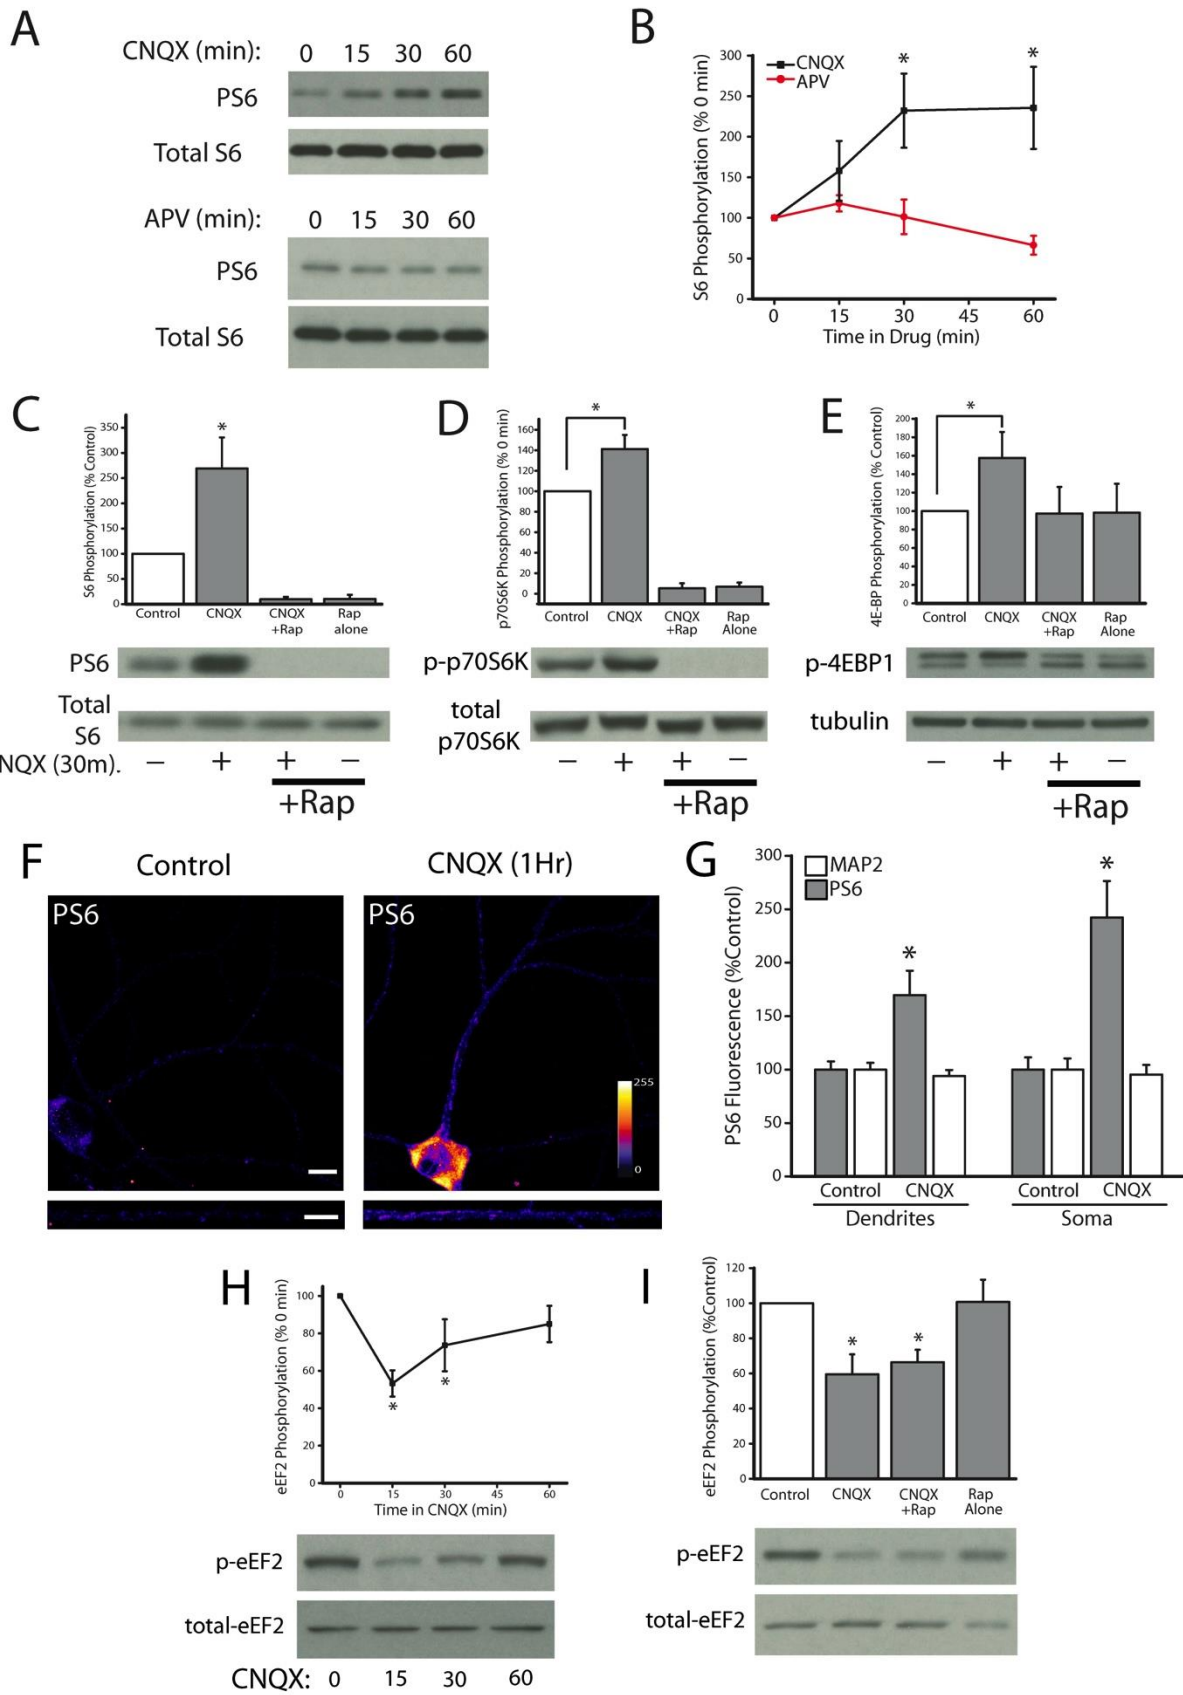 A
CNQX (min): 0 15 30 60
PS6
Total S6
APV (min): 0 15 30 60
PS6
Total S6
B
S6 Phosphorylation (% 0 min)
300
250
200
150
100
50
0
CNQX
APV
* *
0 15 30 45 60
Time in Drug (min)
C
S6 Phosphorylation (% Control)
350
300
250
200
150
100
50
0
*
Control CNQX CNQX +Rap Rap alone
PS6
Total S6
NQX (30m). − + + −
+Rap
D
p70S6K Phosphorylation (% 0 min)
160
140
120
100
80
60
40
20
0
*
Control CNQX CNQX +Rap Rap Alone
p-p70S6K
total p70S6K
− + + −
+Rap
E
4E-BP Phosphorylation (% Control)
200
180
160
140
120
100
80
60
40
20
0
*
Control CNQX CNQX +Rap Rap Alone
p-4EBP1
tubulin
− + + −
+Rap
F
Control CNQX (1Hr)
PS6 PS6
255
0
G
PS6 Fluorescence (%Control)
300
250
200
150
100
50
0
MAP2
PS6
* *
Control CNQX Control CNQX
Dendrites Soma
H
eEF2 Phosphorylation (% 0 min)
100
80
60
40
20
0
* *
0 15 30 45 60
Time in CNQX (min)
p-eEF2
total-eEF2
CNQX: 0 15 30 60
I
eEF2 Phosphorylation (%Control)
120
100
80
60
40
20
0
* *
Control CNQX CNQX +Rap Rap Alone
p-eEF2
total-eEF2